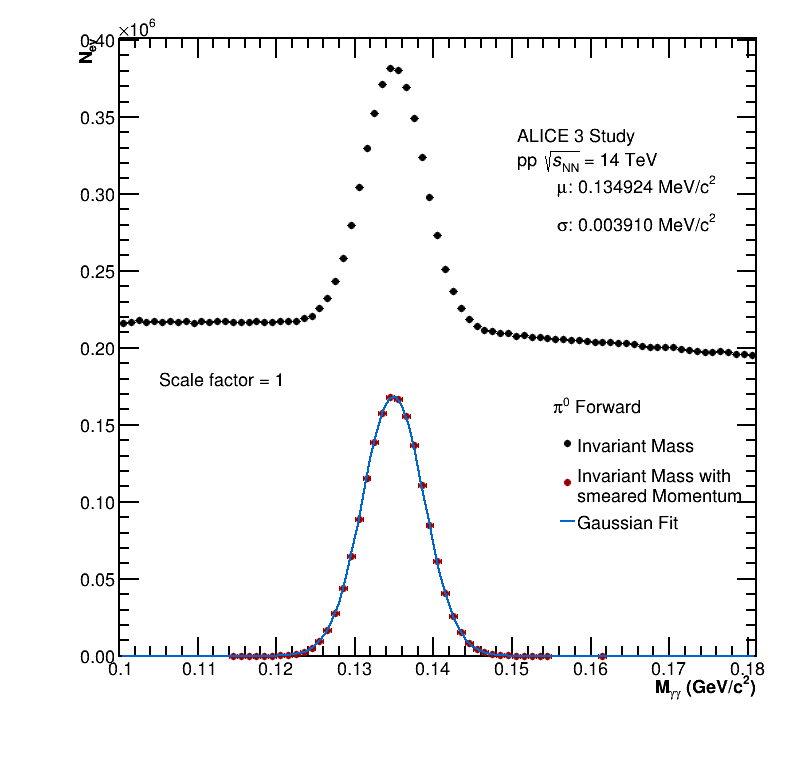 ×10⁶
N_ev
0.40
0.35
0.30
0.25
0.20
0.15
0.10
0.05
0.00
ALICE 3 Study
pp √s_NN = 14 TeV
μ: 0.134924 MeV/c²
σ: 0.003910 MeV/c²
Scale factor = 1
π⁰ Forward
Invariant Mass
Invariant Mass with
smeared Momentum
Gaussian Fit
0.1 0.11 0.12 0.13 0.14 0.15 0.16 0.17 0.18
M_γγ (GeV/c²)